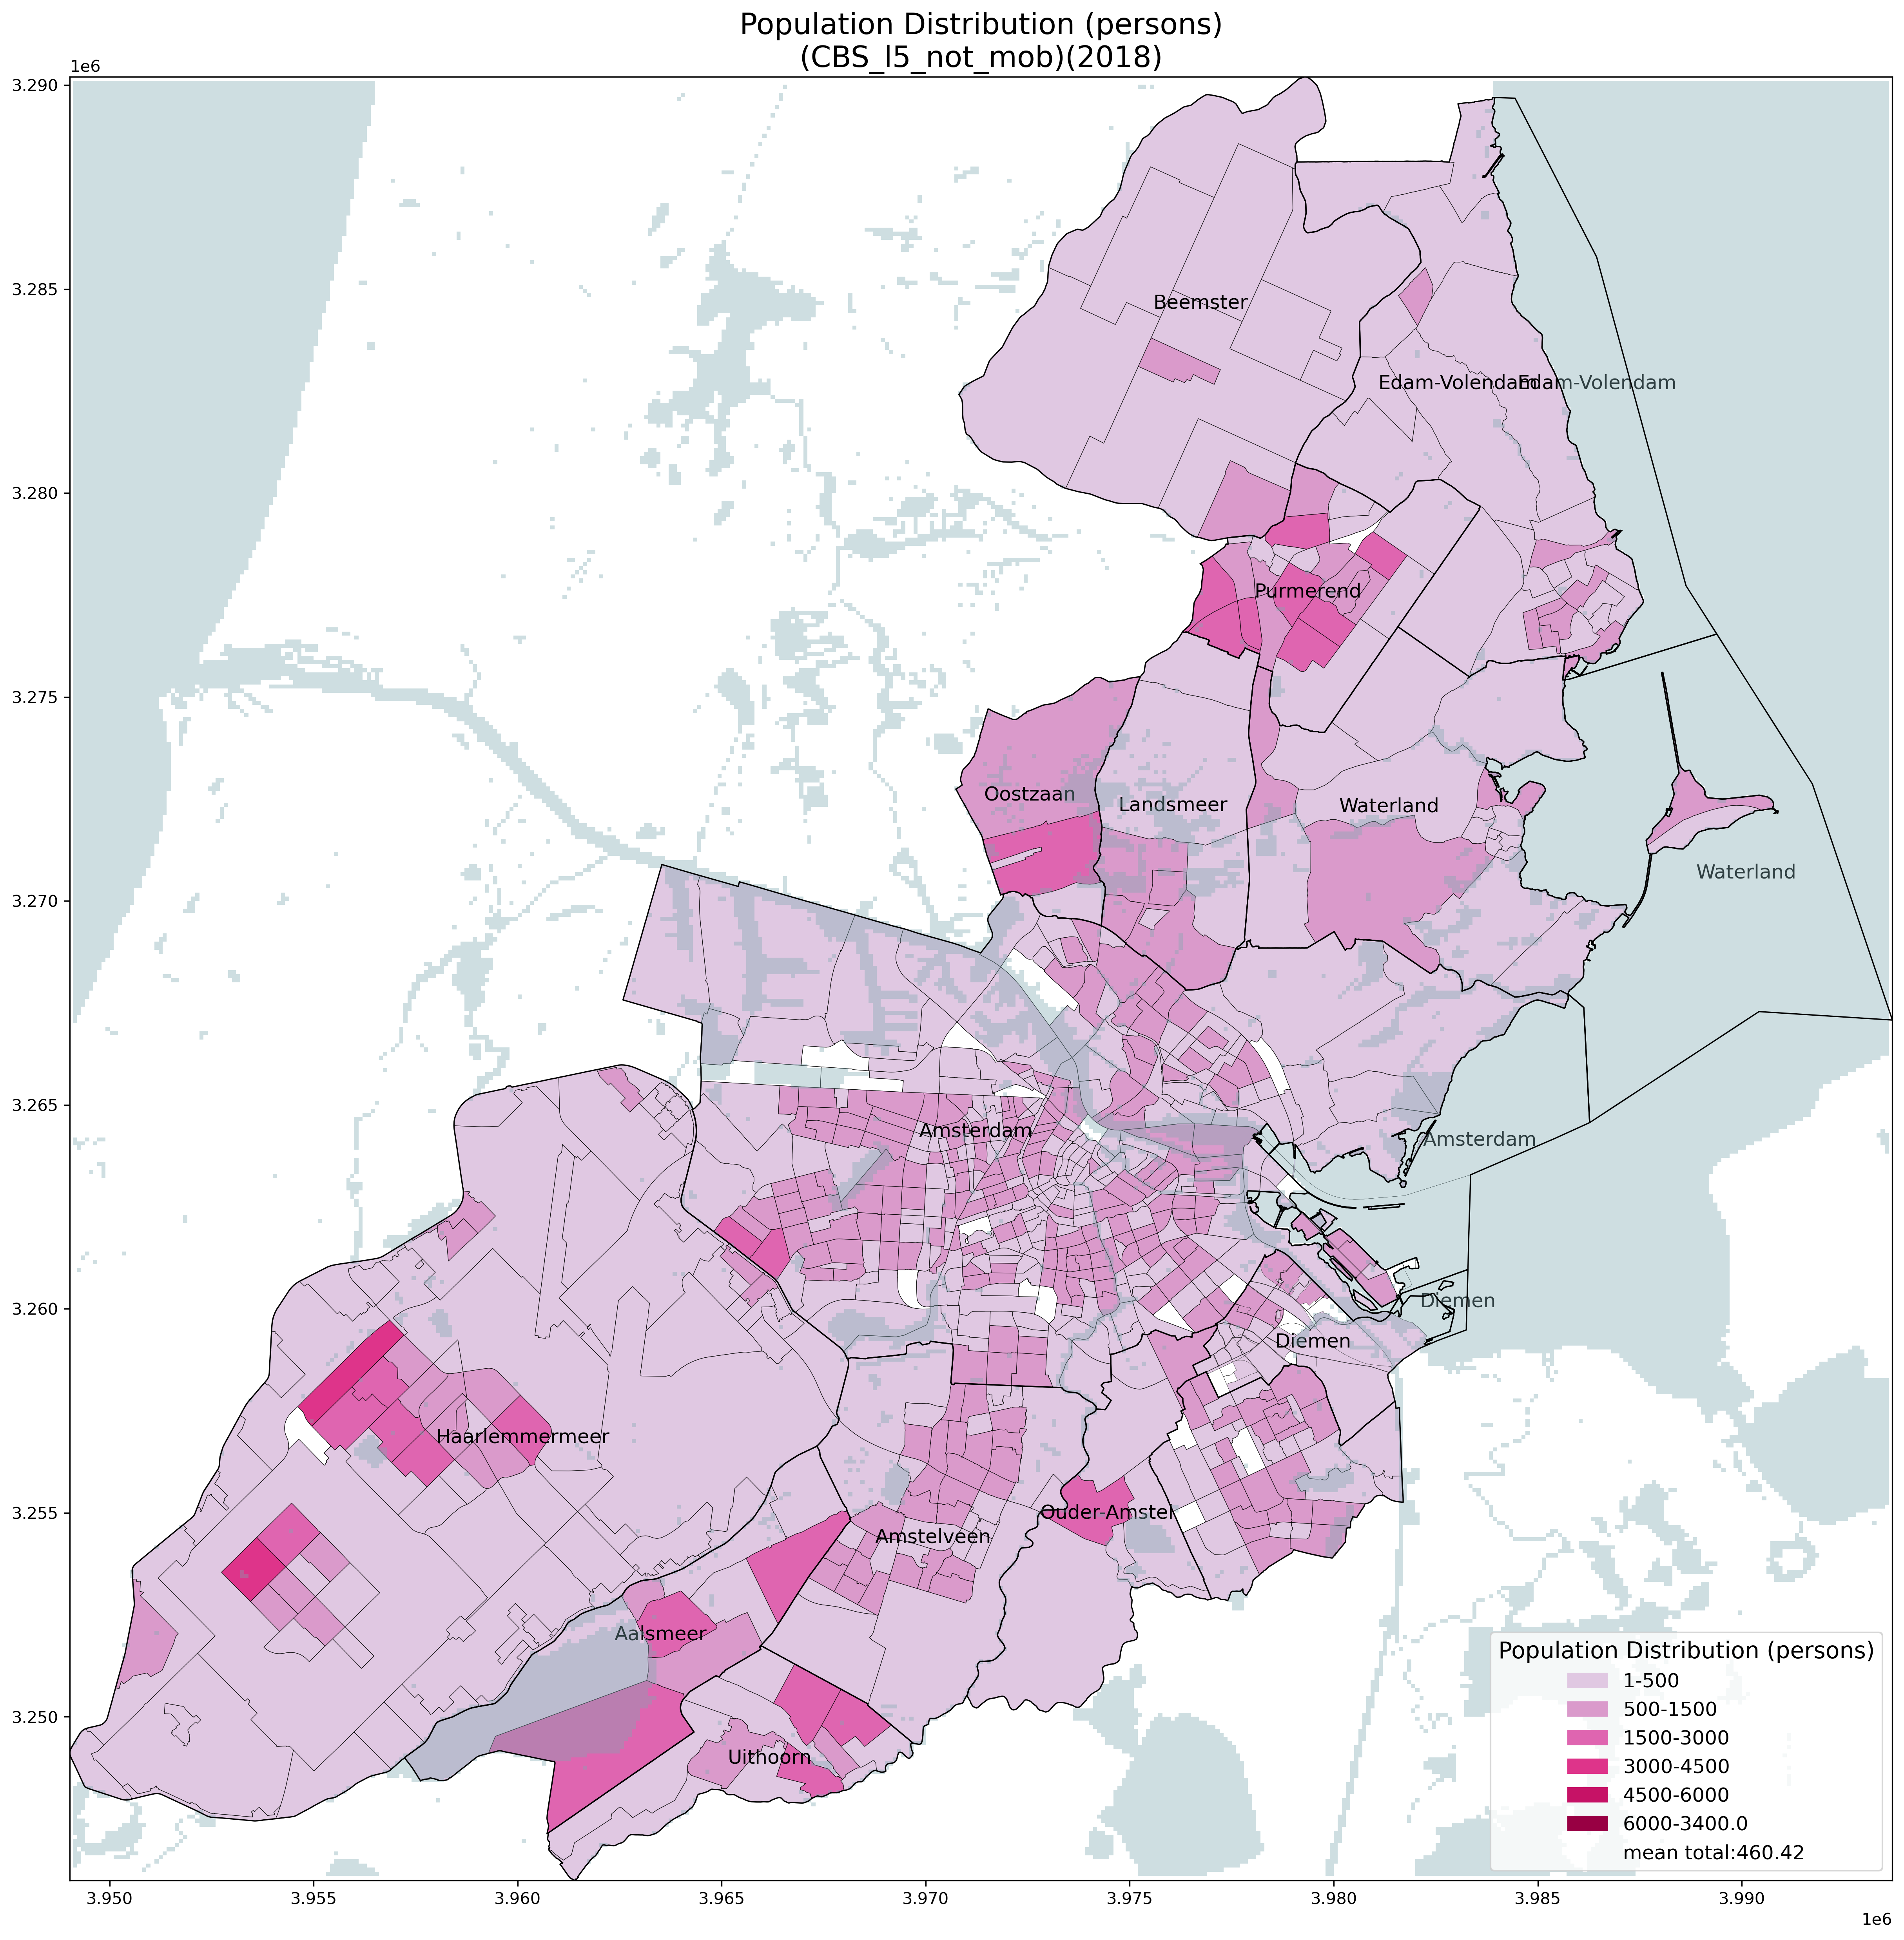 Population Distribution (persons)
(CBS_l5_not_mob)(2018)
1e6
3.290
3.285
3.280
3.275
3.270
3.265
3.260
3.255
3.250
Beemster
Edam-Volendam
Edam-Volendam
Purmerend
Oostzaan
Landsmeer
Waterland
Waterland
Amsterdam
Amsterdam
Diemen
Diemen
Haarlemmermeer
Ouder-Amstel
Amstelveen
Aalsmeer
Uithoorn
Population Distribution (persons)
1-500
500-1500
1500-3000
3000-4500
4500-6000
6000-3400.0
mean total:460.42
3.950
3.955
3.960
3.965
3.970
3.975
3.980
3.985
3.990
1e6